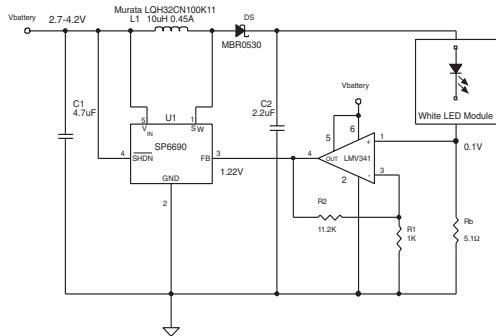 Murata LQH32CN100K11
Vbattery
2.7-4.2V
L1 10uH 0.45A
DS
MBR0530
C1
4.7uF
U1
5
V IN
1
SW
SP6690
4
SHDN
FB
3
1.22V
GND
2
C2
2.2uF
Vbattery
5
6
4
OUT
LMV341
+
1
-
3
2
0.1V
White LED Module
R2
11.2K
R1
1K
Rb
5.1Ω